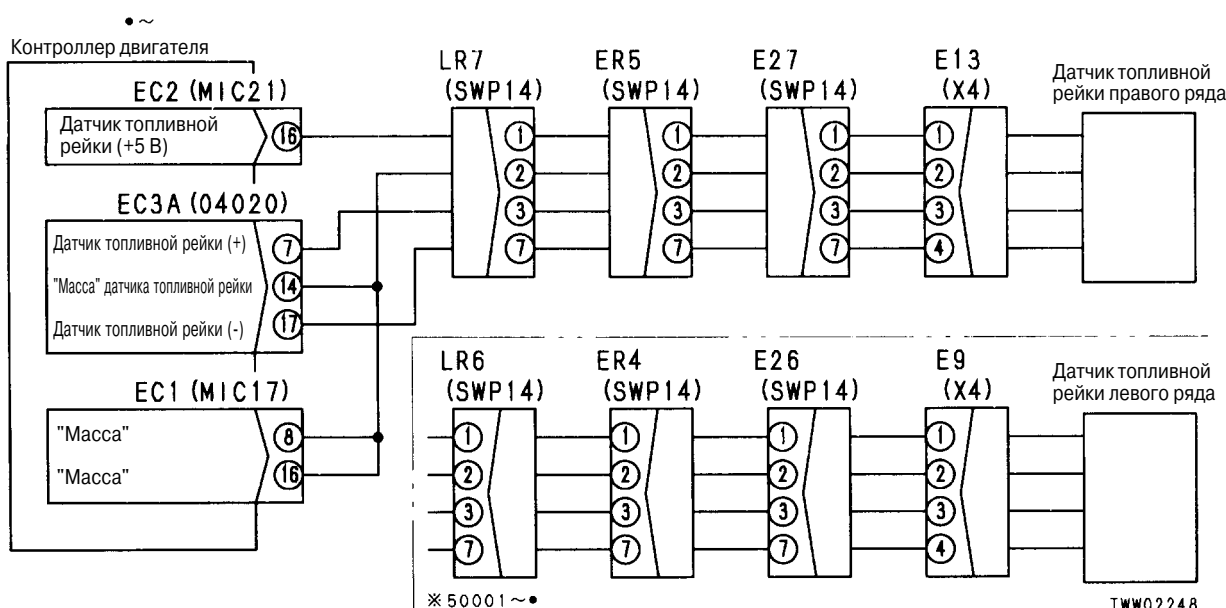 ●~
Контроллер двигателя
EC2 (MIC21)
Датчик топливной
рейки (+5 В)
16
EC3A (04020)
Датчик топливной рейки (+)
7
"Масса" датчика топливной рейки
14
Датчик топливной рейки (-)
17
EC1 (MIC17)
"Масса"
8
"Масса"
16
LR7
(SWP14)
1
2
3
7
ER5
(SWP14)
1
2
3
7
E27
(SWP14)
1
2
3
7
E13
(X4)
1
2
3
4
Датчик топливной
рейки правого ряда
LR6
(SWP14)
1
2
3
7
ER4
(SWP14)
1
2
3
7
E26
(SWP14)
1
2
3
7
E9
(X4)
1
2
3
4
Датчик топливной
рейки левого ряда
※50001~●
TWW02248